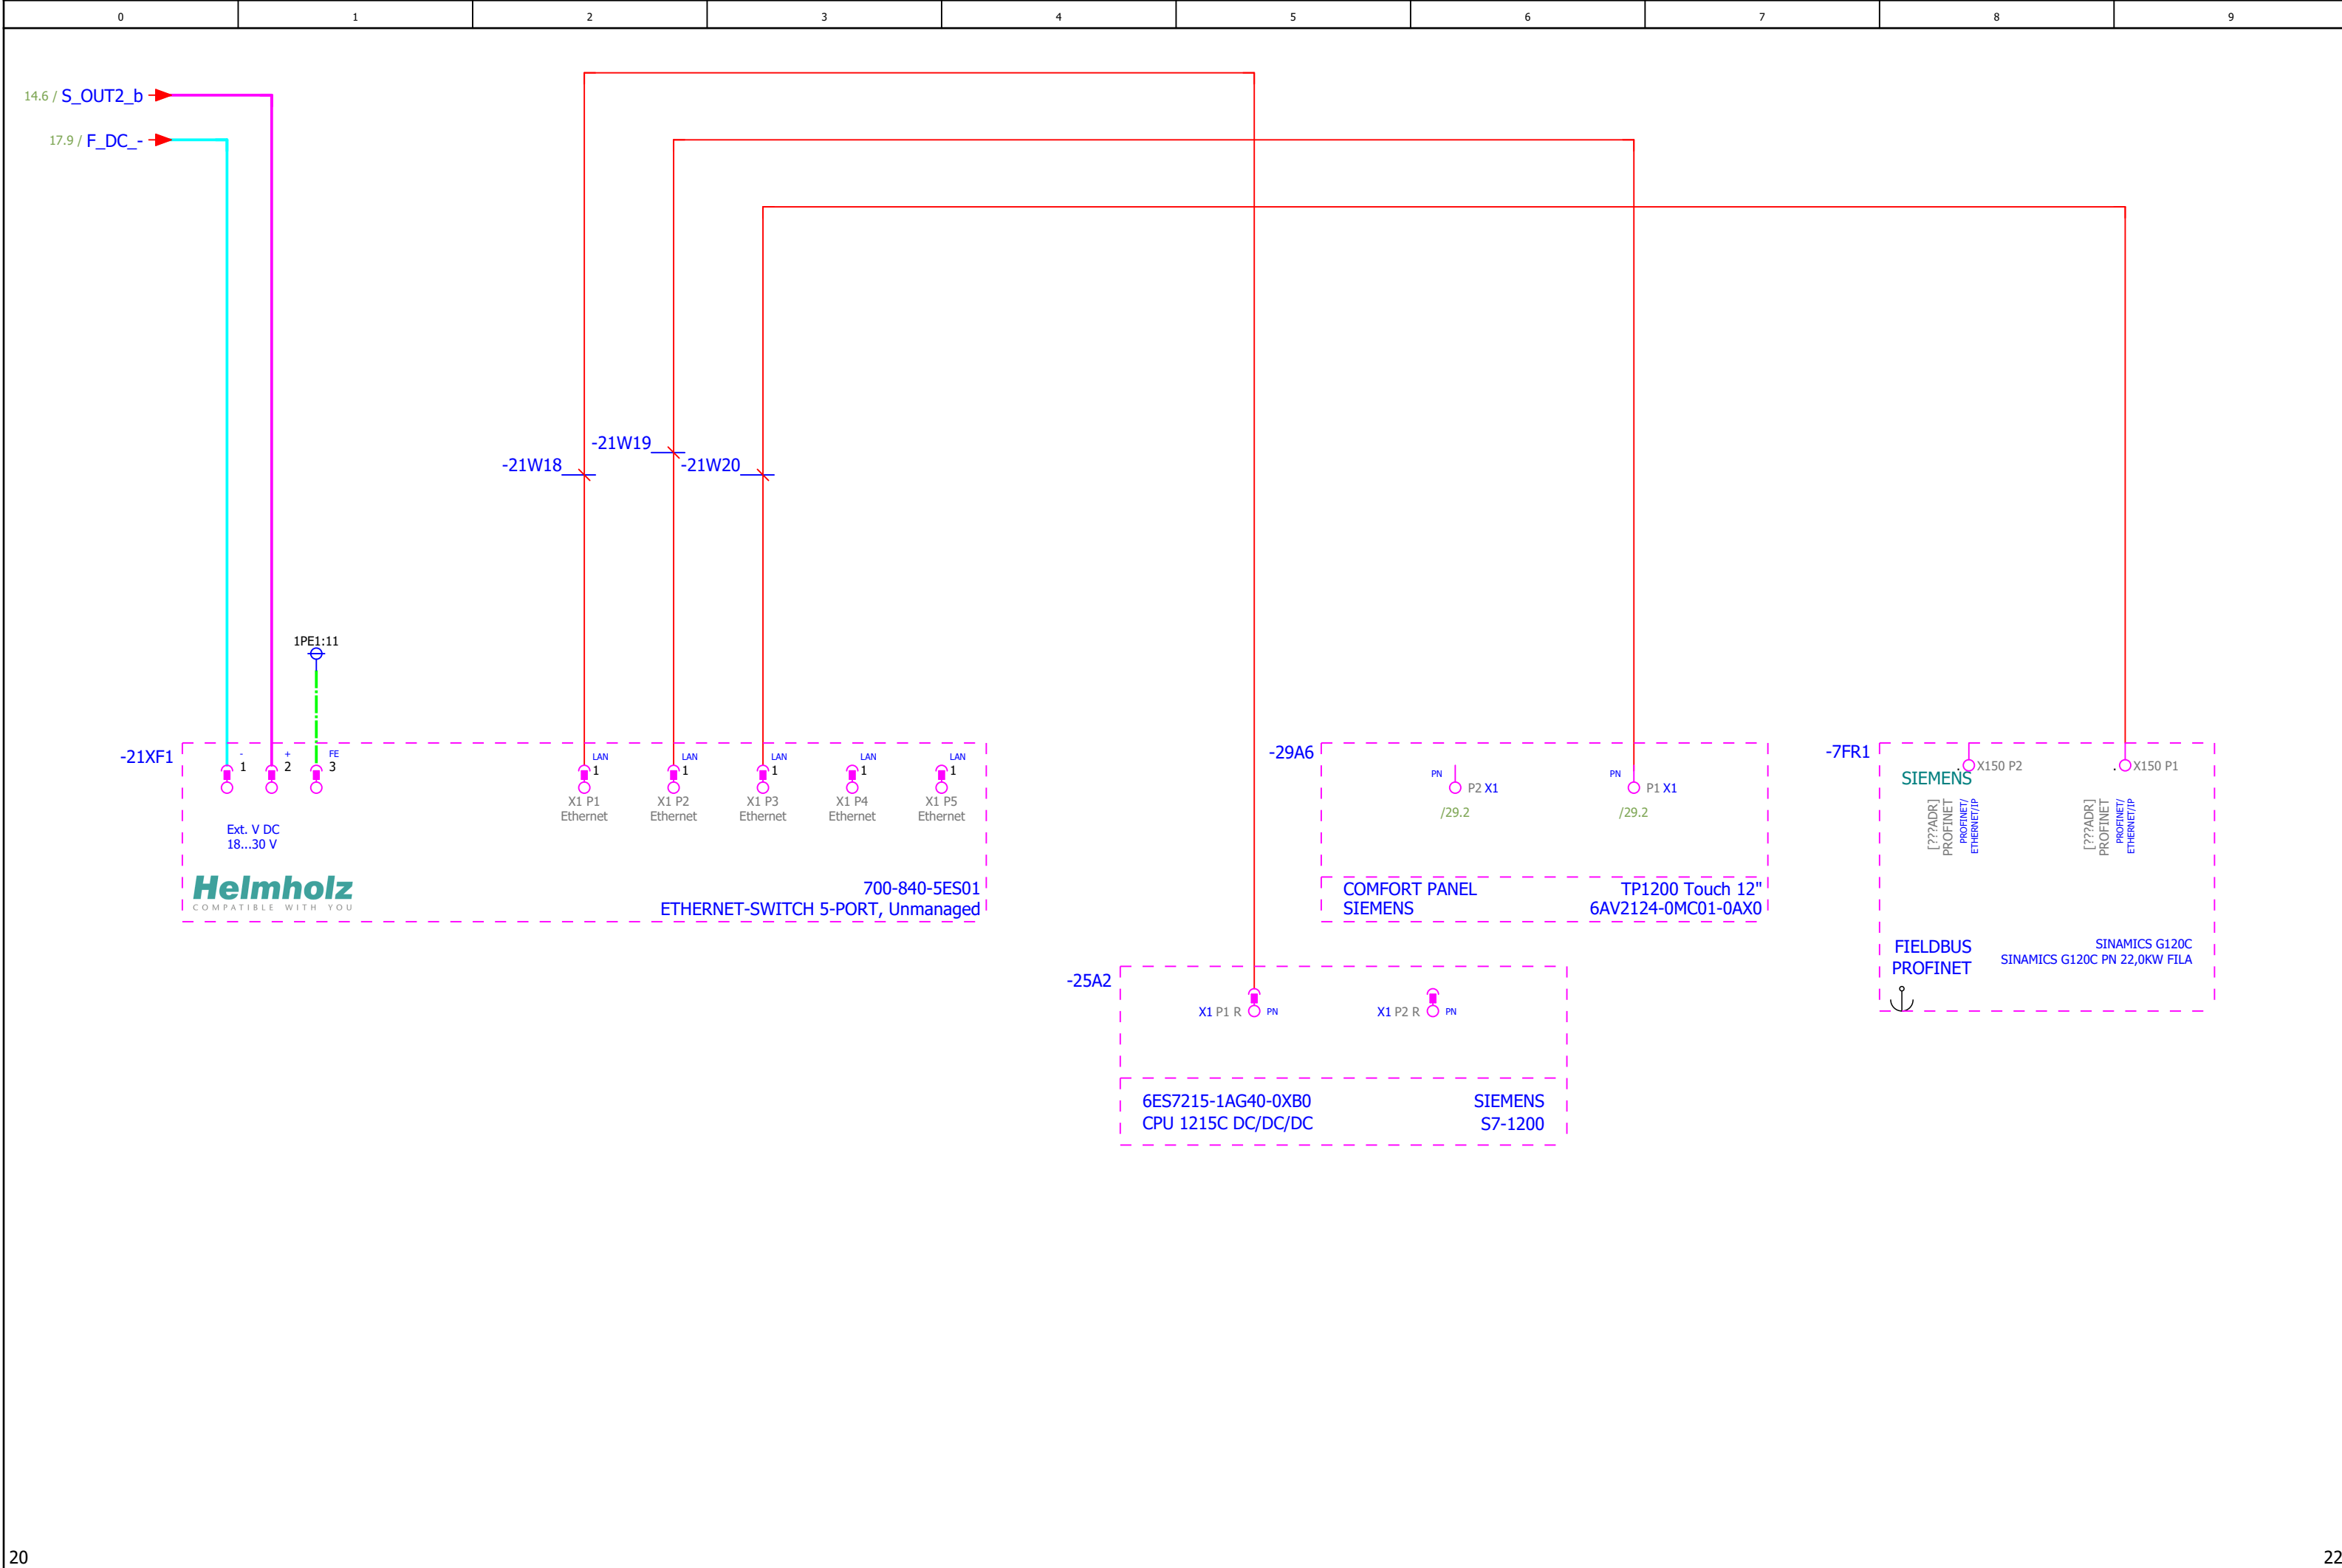 0 1 2 3 4 5 6 7 8 9
14.6 / S_OUT2_b
17.9 / F_DC_-
-21W18
-21W19
-21W20
1PE1:11
-21XF1
- 1
+ 2
FE 3
LAN 1
LAN 1
LAN 1
LAN 1
LAN 1
X1 P1
Ethernet
X1 P2
Ethernet
X1 P3
Ethernet
X1 P4
Ethernet
X1 P5
Ethernet
Ext. V DC
18...30 V
Helmholz
COMPATIBLE WITH YOU
700-840-5ES01
ETHERNET-SWITCH 5-PORT, Unmanaged
-29A6
PN P2 X1
/29.2
PN P1 X1
/29.2
COMFORT PANEL
SIEMENS
TP1200 Touch 12"
6AV2124-0MC01-0AX0
-7FR1
X150 P2
X150 P1
SIEMENS
[???ADR]
PROFINET
PROFINET/
ETHERNET/IP
[???ADR]
PROFINET
PROFINET/
ETHERNET/IP
FIELDBUS
PROFINET
SINAMICS G120C
SINAMICS G120C PN 22,0KW FILA
-25A2
X1 P1 R PN
X1 P2 R PN
6ES7215-1AG40-0XB0
CPU 1215C DC/DC/DC
SIEMENS
S7-1200
20
22